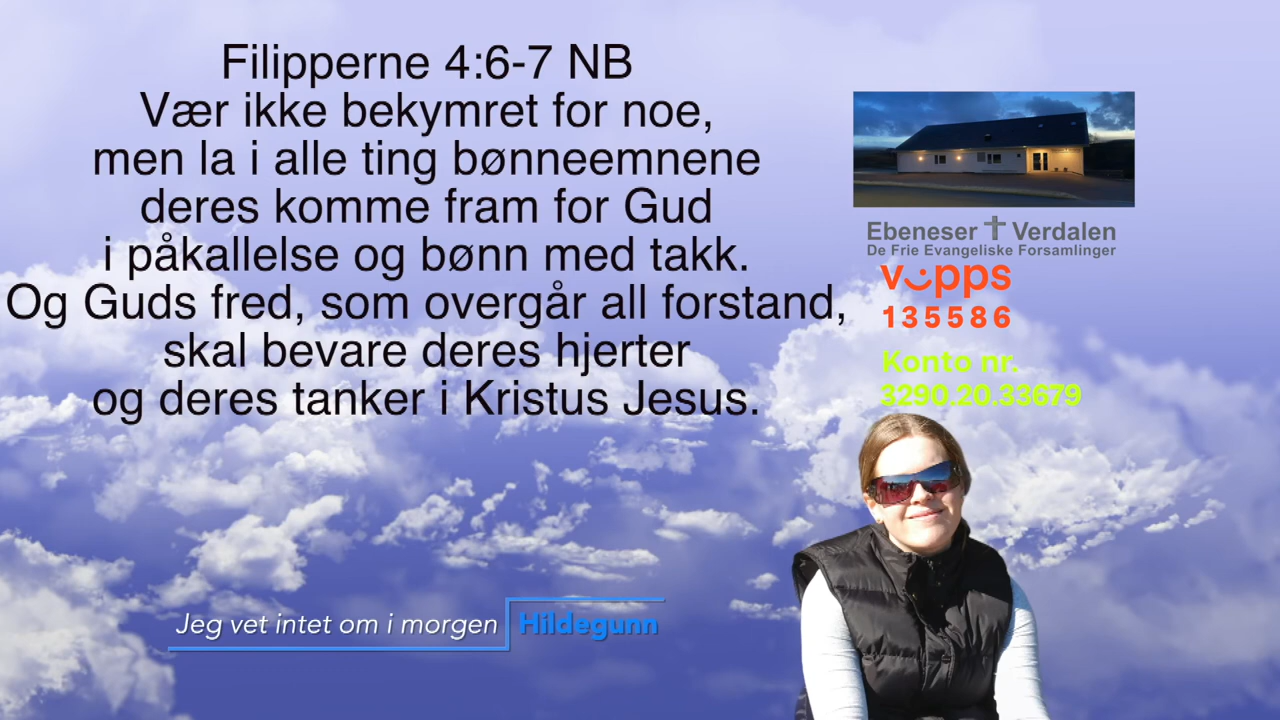 Filipperne 4:6-7 NB
Vær ikke bekymret for noe,
men la i alle ting bønneemnene
deres komme fram for Gud
i påkallelse og bønn med takk.
Og Guds fred, som overgår all forstand,
skal bevare deres hjerter
og deres tanker i Kristus Jesus.
Ebeneser Verdalen
De Frie Evangeliske Forsamlinger
vipps
135586
Konto nr.
3290.20.33679
Jeg vet intet om i morgen Hildegunn